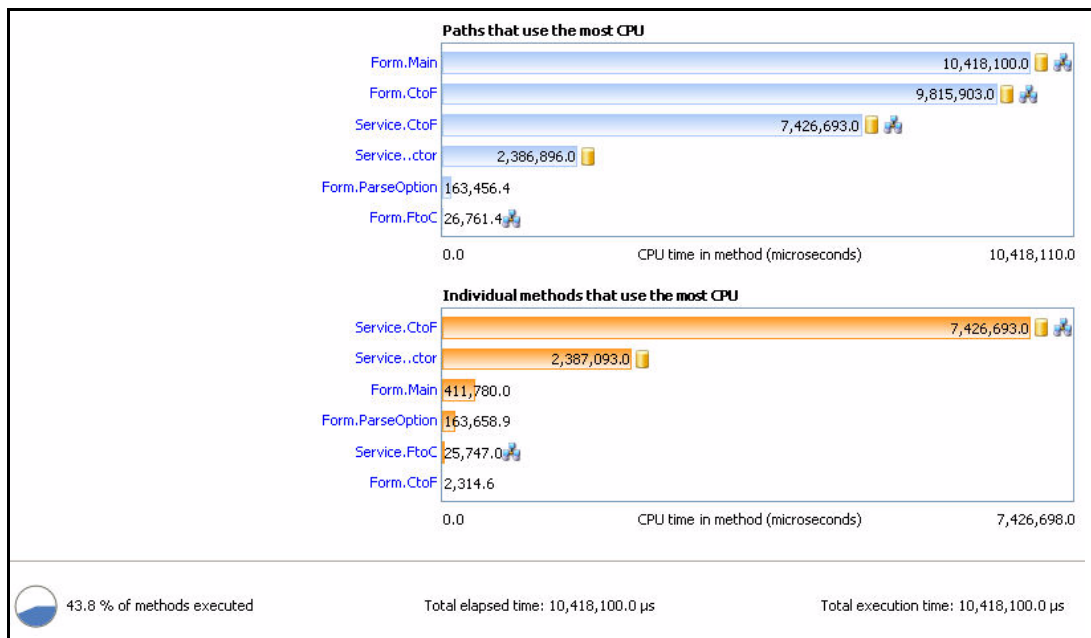 Paths that use the most CPU
Form.Main 10,418,100.0
Form.CtoF 9,815,903.0
Service.CtoF 7,426,693.0
Service..ctor 2,386,896.0
Form.ParseOption 163,456.4
Form.FtoC 26,761.4
0.0 CPU time in method (microseconds) 10,418,110.0
Individual methods that use the most CPU
Service.CtoF 7,426,693.0
Service..ctor 2,387,093.0
Form.Main 411,780.0
Form.ParseOption 163,658.9
Service.FtoC 25,747.0
Form.CtoF 2,314.6
0.0 CPU time in method (microseconds) 7,426,698.0
43.8 % of methods executed Total elapsed time: 10,418,100.0 µs Total execution time: 10,418,100.0 µs